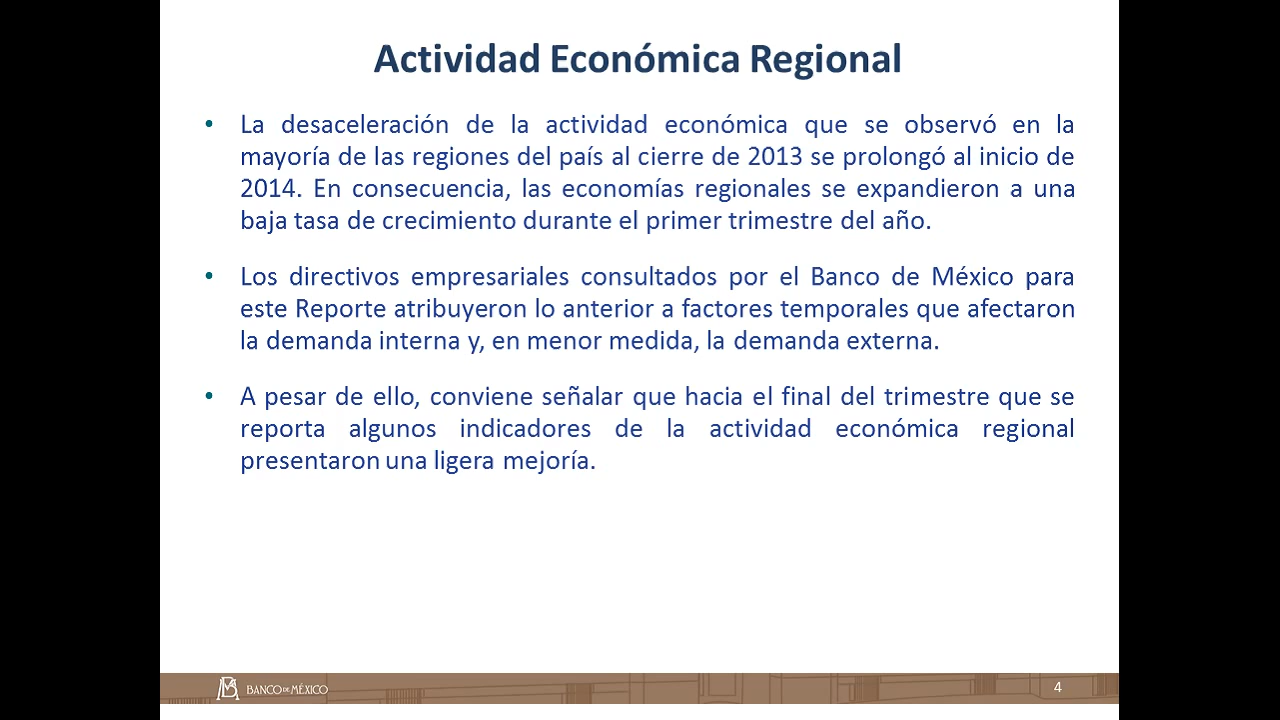 Actividad Económica Regional
• La desaceleración de la actividad económica que se observó en la
mayoría de las regiones del país al cierre de 2013 se prolongó al inicio de
2014. En consecuencia, las economías regionales se expandieron a una
baja tasa de crecimiento durante el primer trimestre del año.
• Los directivos empresariales consultados por el Banco de México para
este Reporte atribuyeron lo anterior a factores temporales que afectaron
la demanda interna y, en menor medida, la demanda externa.
• A pesar de ello, conviene señalar que hacia el final del trimestre que se
reporta algunos indicadores de la actividad económica regional
presentaron una ligera mejoría.
BANCO DE MÉXICO
4